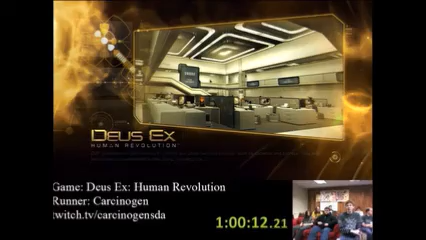 DEUS EX
HUMAN REVOLUTION
Game: Deus Ex: Human Revolution
Runner: Carcinogen
twitch.tv/carcinogensda
1:00:12.21